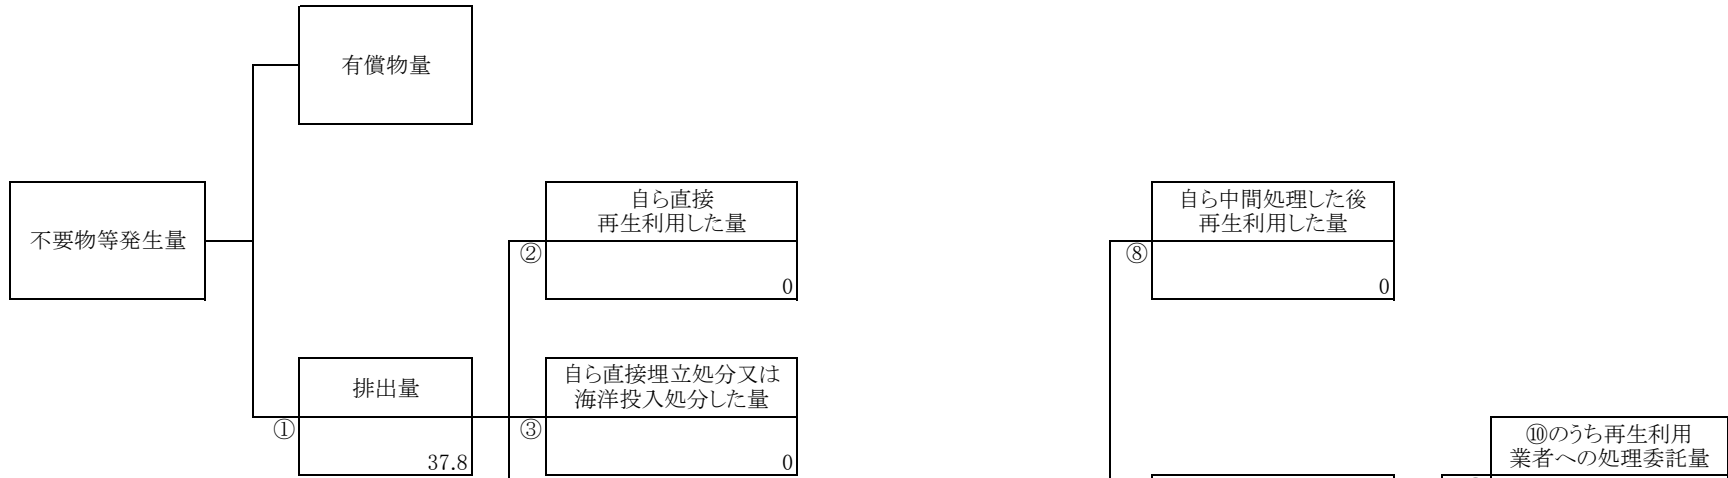 有償物量
不要物等発生量
自ら直接
再生利用した量
②
0
自ら中間処理した後
再生利用した量
⑧
0
排出量
①
37.8
自ら直接埋立処分又は
海洋投入処分した量
③
0
⑩のうち再生利用
業者への処理委託量